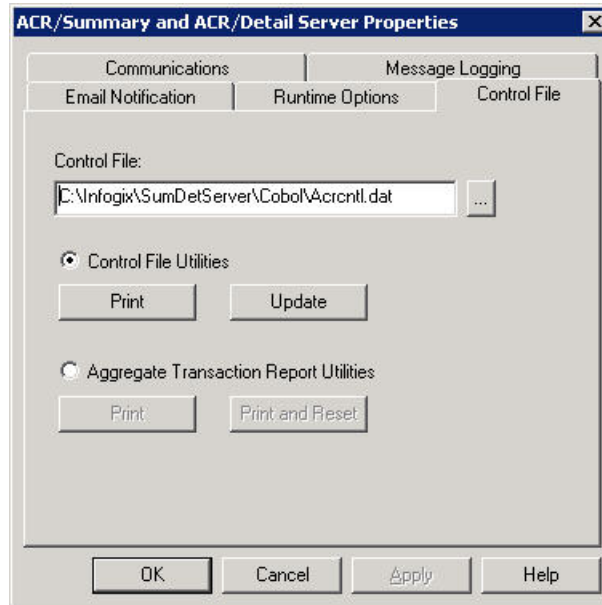 ACR/Summary and ACR/Detail Server Properties
Communications Message Logging
Email Notification Runtime Options Control File
Control File:
C:\Infogix\SumDetServer\Cobol\Acrcntl.dat ...
Control File Utilities
Print Update
Aggregate Transaction Report Utilities
Print Print and Reset
OK Cancel Apply Help